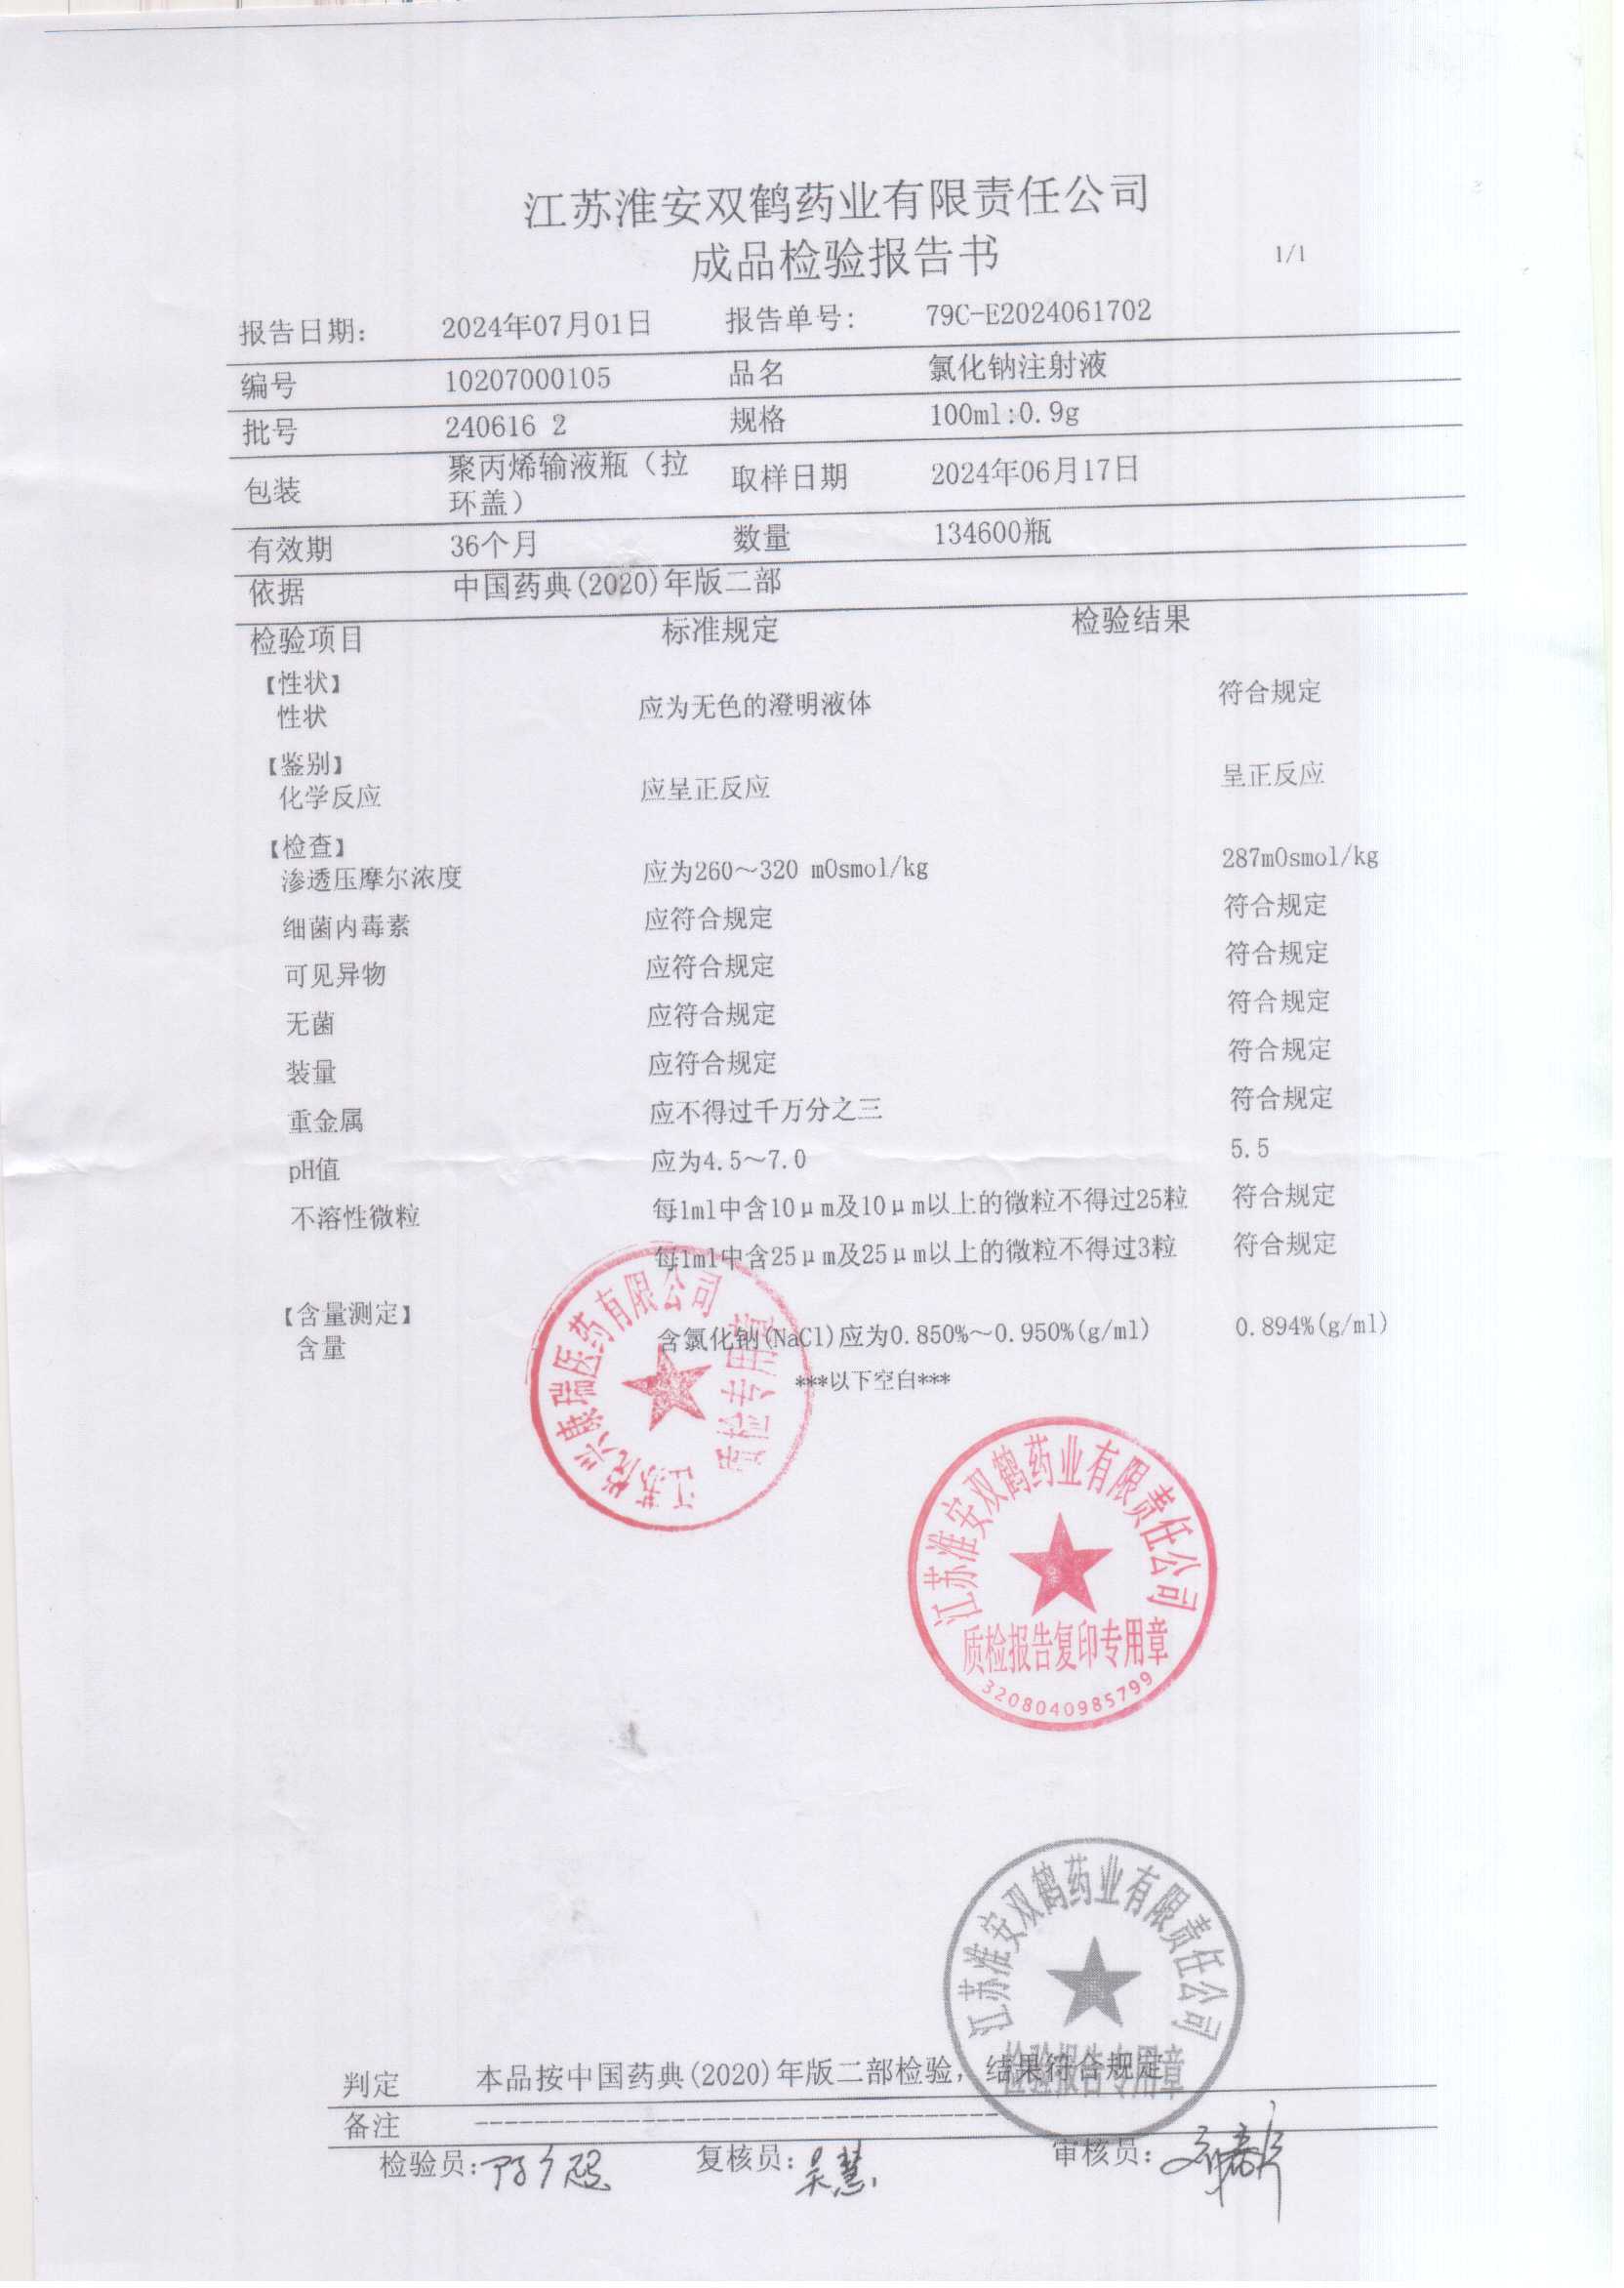 江苏淮安双鹤药业有限责任公司
成品检验报告书
1/1
报告日期: 2024年07月01日 报告单号: 79C-E2024061702
编号 10207000105 品名 氯化钠注射液
批号 240616 2 规格 100ml:0.9g
包装 聚丙烯输液瓶（拉环盖） 取样日期 2024年06月17日
有效期 36个月 数量 134600瓶
依据 中国药典(2020)年版二部
检验项目 标准规定 检验结果
【性状】
性状 应为无色的澄明液体 符合规定
【鉴别】
化学反应 应呈正反应 呈正反应
【检查】
渗透压摩尔浓度 应为260～320 mOsmol/kg 287mOsmol/kg
细菌内毒素 应符合规定 符合规定
可见异物 应符合规定 符合规定
无菌 应符合规定 符合规定
装量 应符合规定 符合规定
重金属 应不得过千万分之三 符合规定
pH值 应为4.5～7.0 5.5
不溶性微粒 每1ml中含10μm及10μm以上的微粒不得过25粒 符合规定
每1ml中含25μm及25μm以上的微粒不得过3粒 符合规定
【含量测定】
含量 含氯化钠(NaCl)应为0.850%～0.950%(g/ml) 0.894%(g/ml)
***以下空白***
康瑞医药有限公司
专用章
江苏淮安双鹤药业有限责任公司
质检报告复印专用章
3208040985799
江苏淮安双鹤药业有限责任公司
检验报告专用章
判定 本品按中国药典(2020)年版二部检验，结果符合规定
备注 -----------------------------------
检验员: 复核员: 吴慧 审核员: